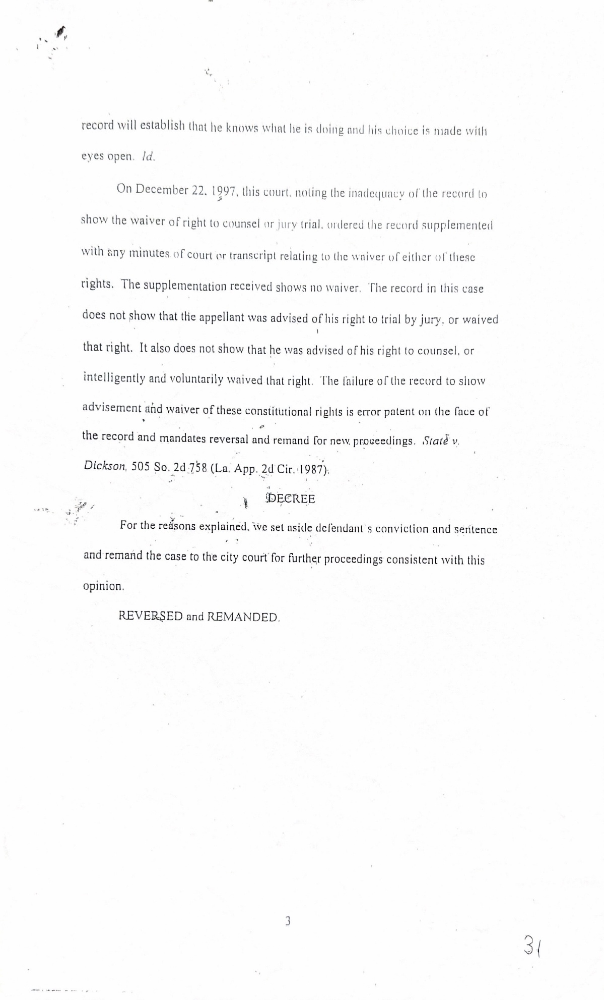 record will establish that he knows what he is doing and his choice is made with
eyes open. Id.
On December 22, 1997, this court, noting the inadequacy of the record to
show the waiver of right to counsel or jury trial, ordered the record supplemented
with any minutes of court or transcript relating to the waiver of either of these
rights. The supplementation received shows no waiver. The record in this case
does not show that the appellant was advised of his right to trial by jury, or waived
that right. It also does not show that he was advised of his right to counsel, or
intelligently and voluntarily waived that right. The failure of the record to show
advisement and waiver of these constitutional rights is error patent on the face of
the record and mandates reversal and remand for new proceedings. State v.
Dickson, 505 So. 2d 758 (La. App. 2d Cir. 1987).
DECREE
For the reasons explained, we set aside defendant's conviction and sentence
and remand the case to the city court for further proceedings consistent with this
opinion.
REVERSED and REMANDED.
3
31